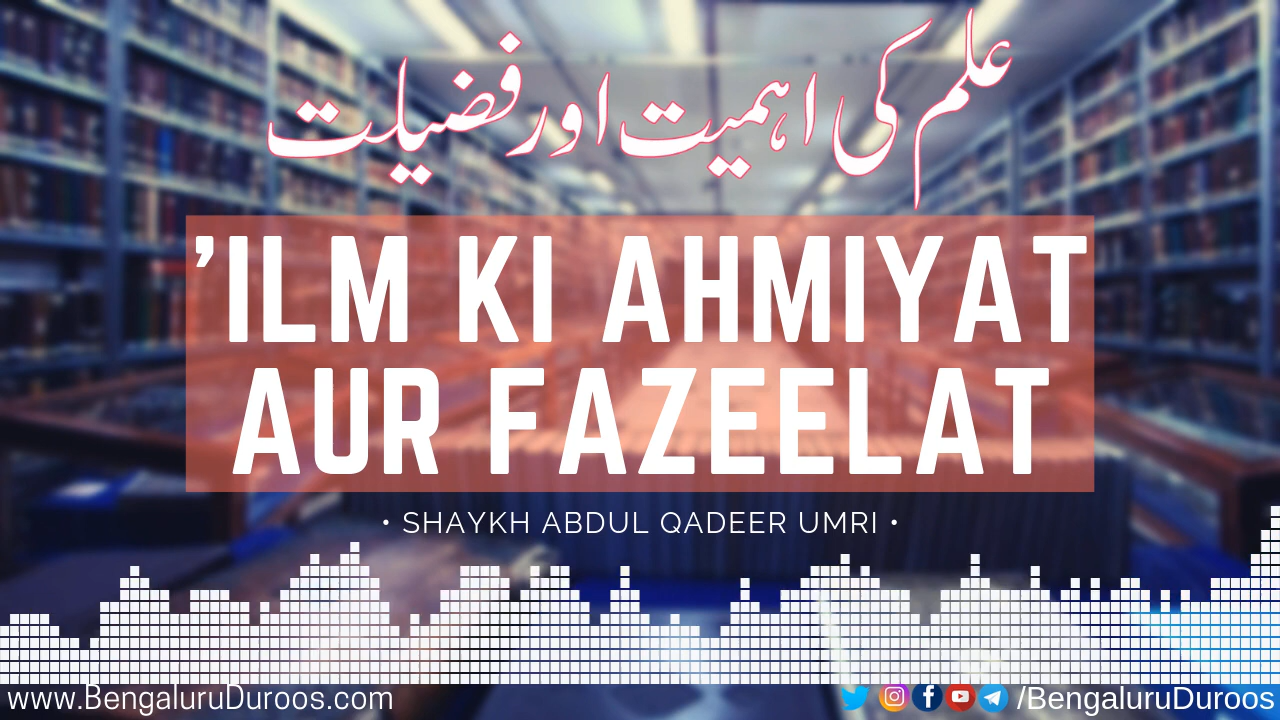 علم کی اہمیت اور فضیلت
’ILM KI AHMIYAT
AUR FAZEELAT
• SHAYKH ABDUL QADEER UMRI •
www.BengaluruDuroos.com
/BengaluruDuroos